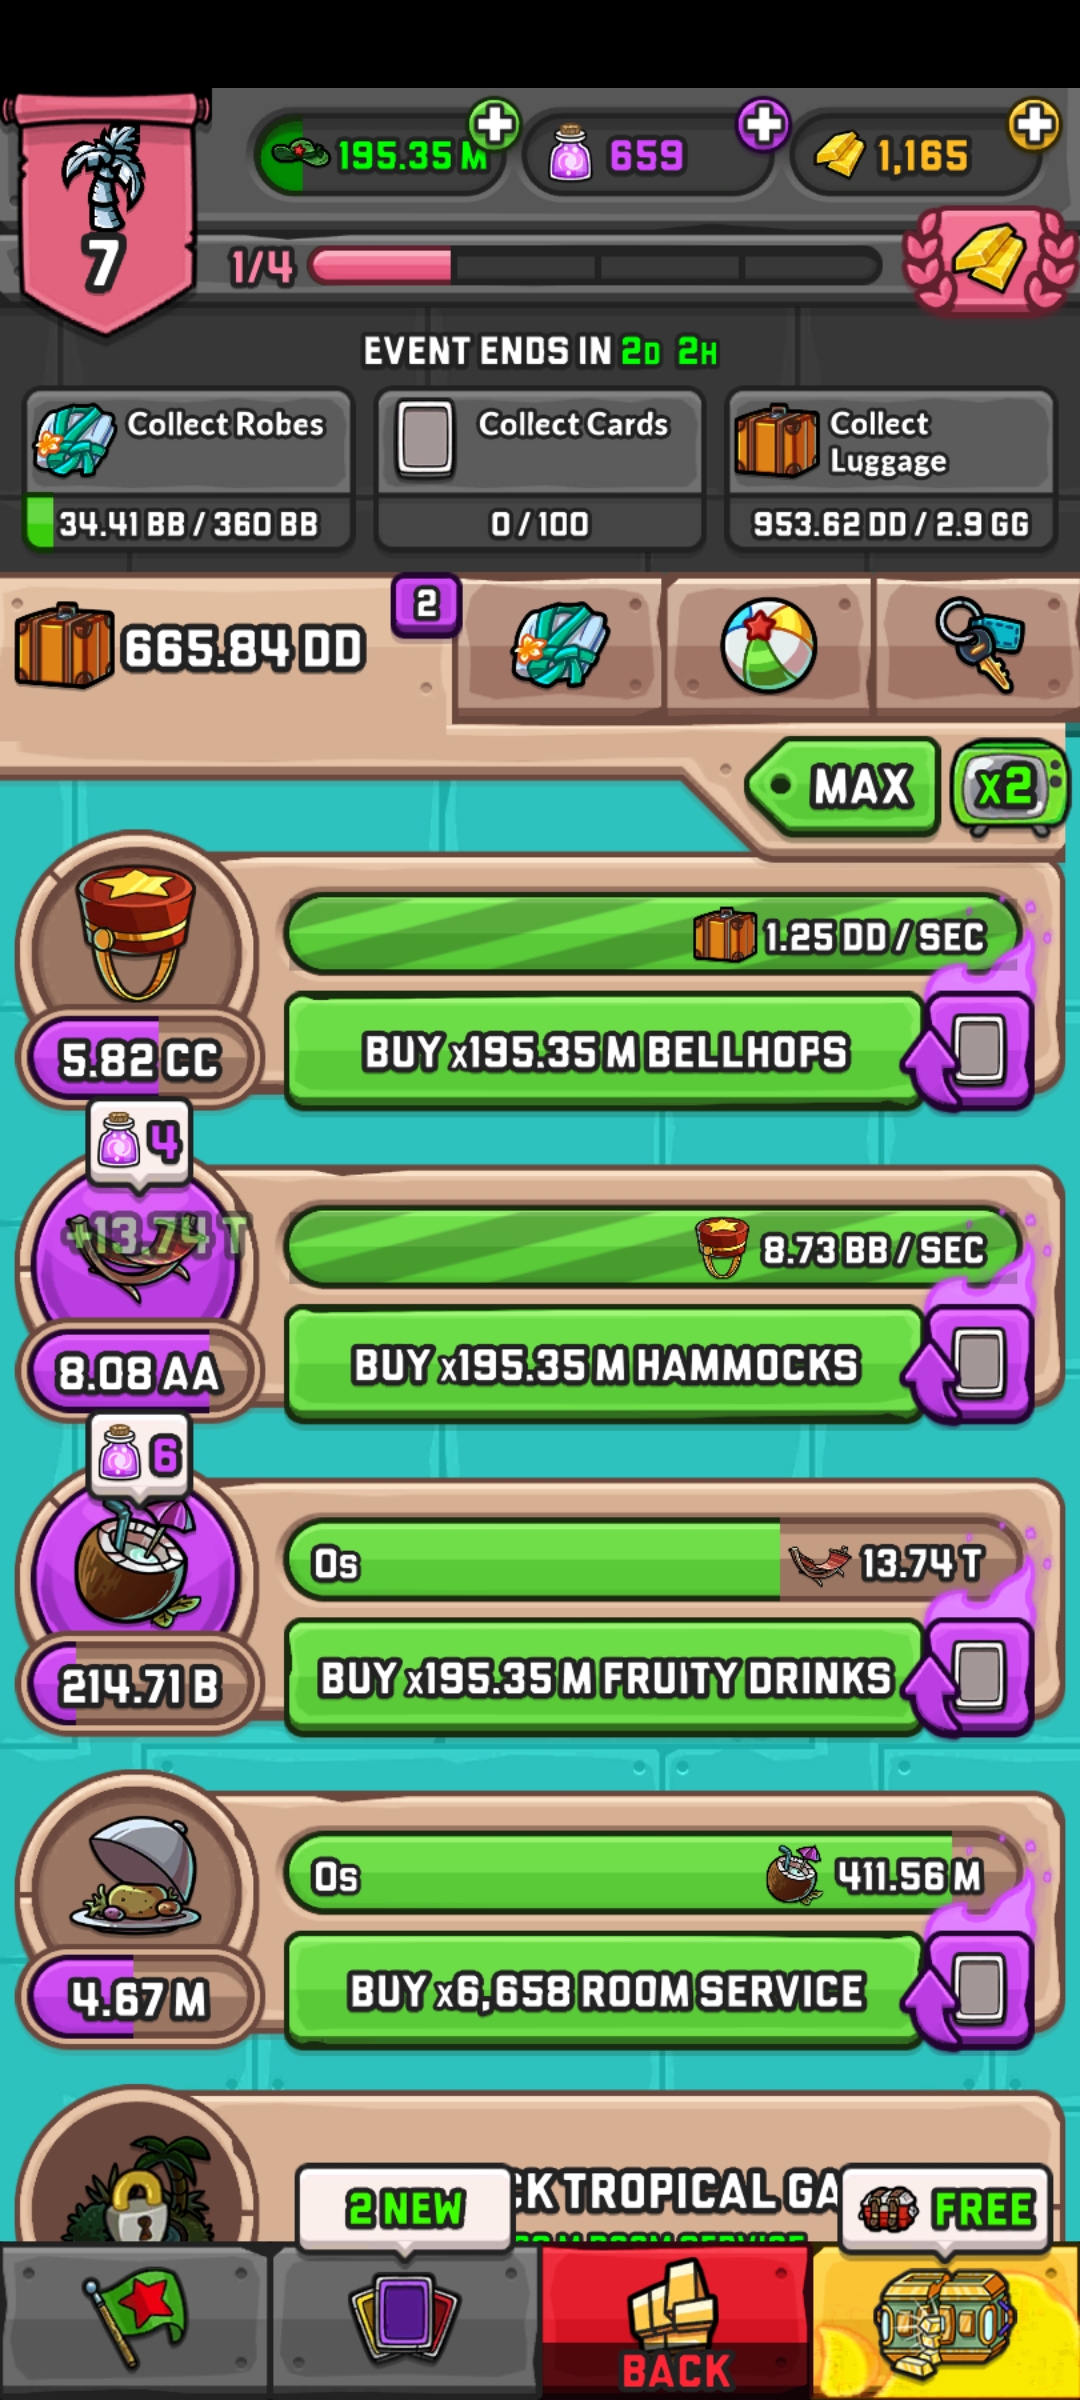 195.35 M
659
1,165
7
1/4
EVENT ENDS IN 2D 2H
Collect Robes
34.41 BB / 360 BB
Collect Cards
0 / 100
Collect
Luggage
953.62 DD / 2.9 GG
665.84 DD
2
MAX
x2
1.25 DD / SEC
5.82 CC
BUY x195.35 M BELLHOPS
4
+13.74 T
8.73 BB / SEC
8.08 AA
BUY x195.35 M HAMMOCKS
6
0s
13.74 T
214.71 B
BUY x195.35 M FRUITY DRINKS
0s
411.56 M
4.67 M
BUY x6,658 ROOM SERVICE
CK TROPICAL GA
ROOM SERVICE
2 NEW
FREE
BACK